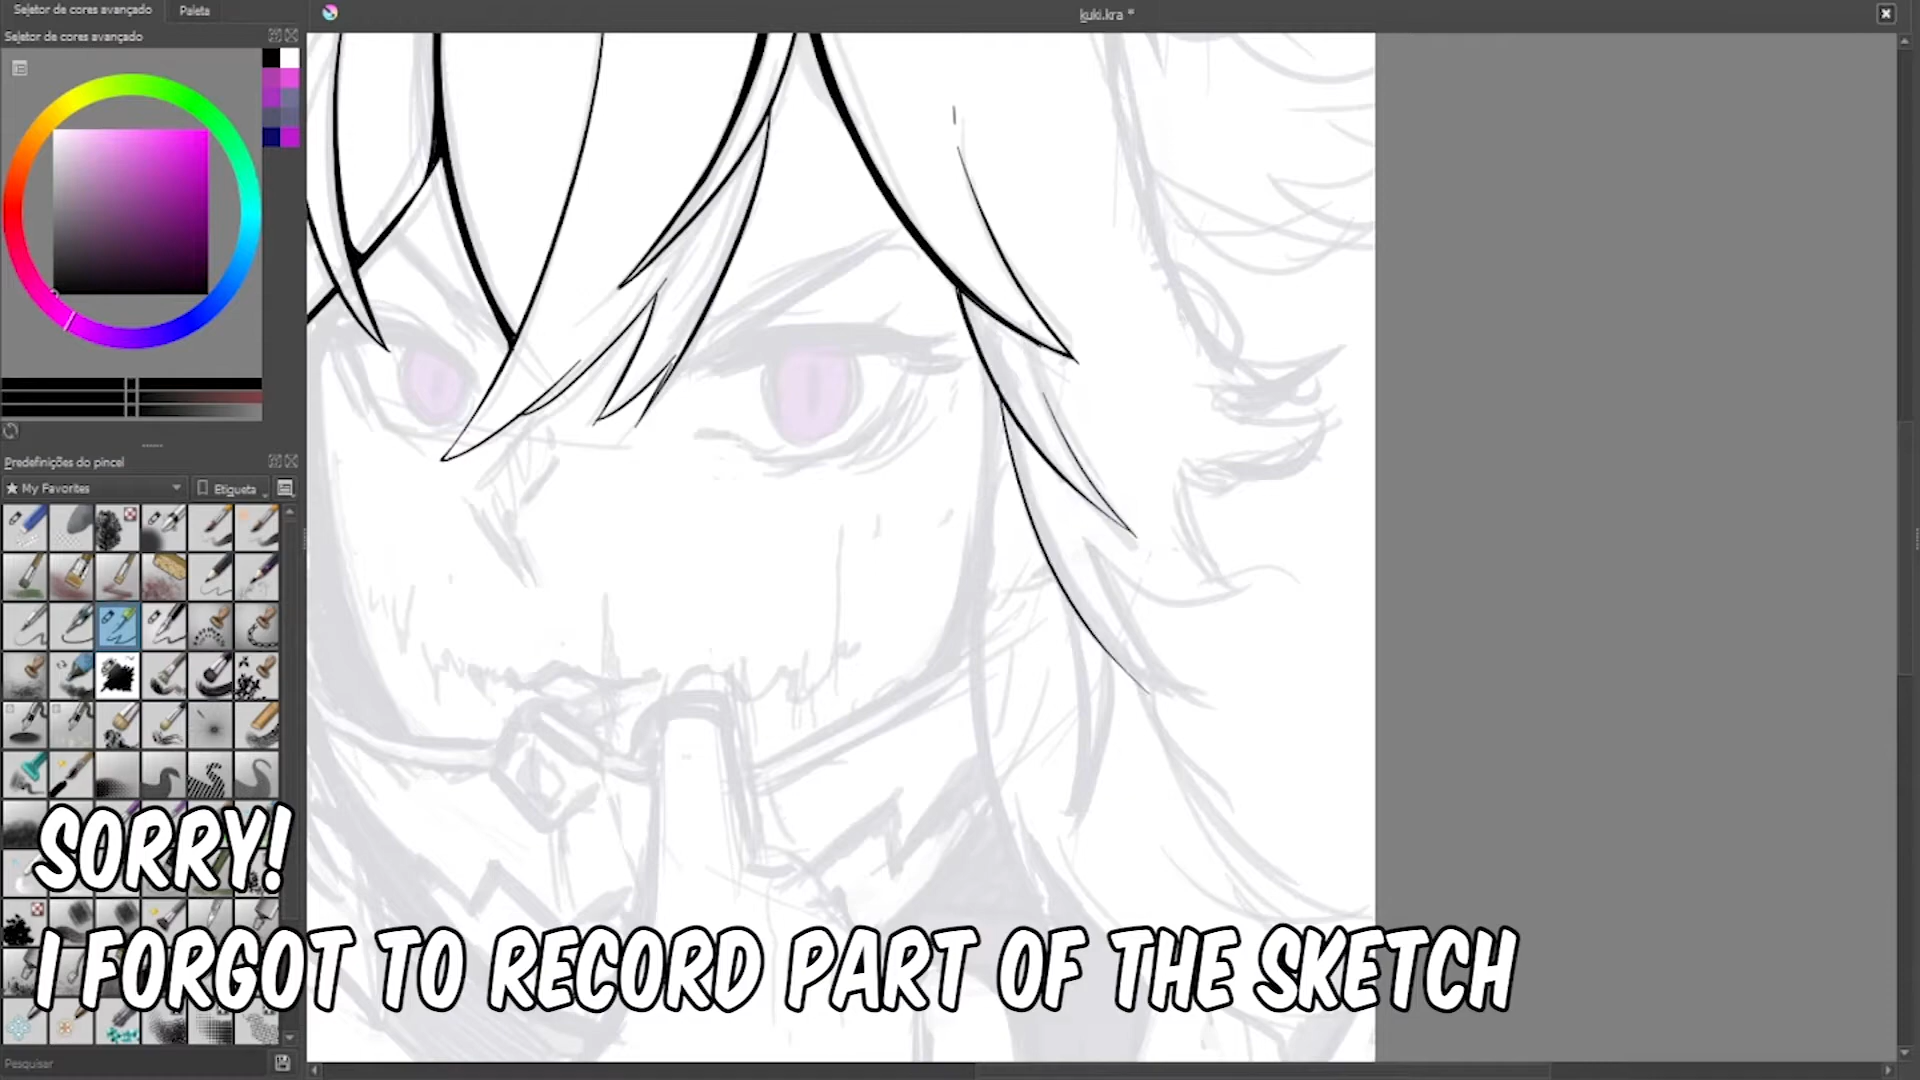 Seletor de cores avançado
Paleta
kuki.kra *
Seletor de cores avançado
Predefinições do pincel
My Favorites
Etiqueta
SORRY!
I FORGOT TO RECORD PART OF THE SKETCH
Pesquisar